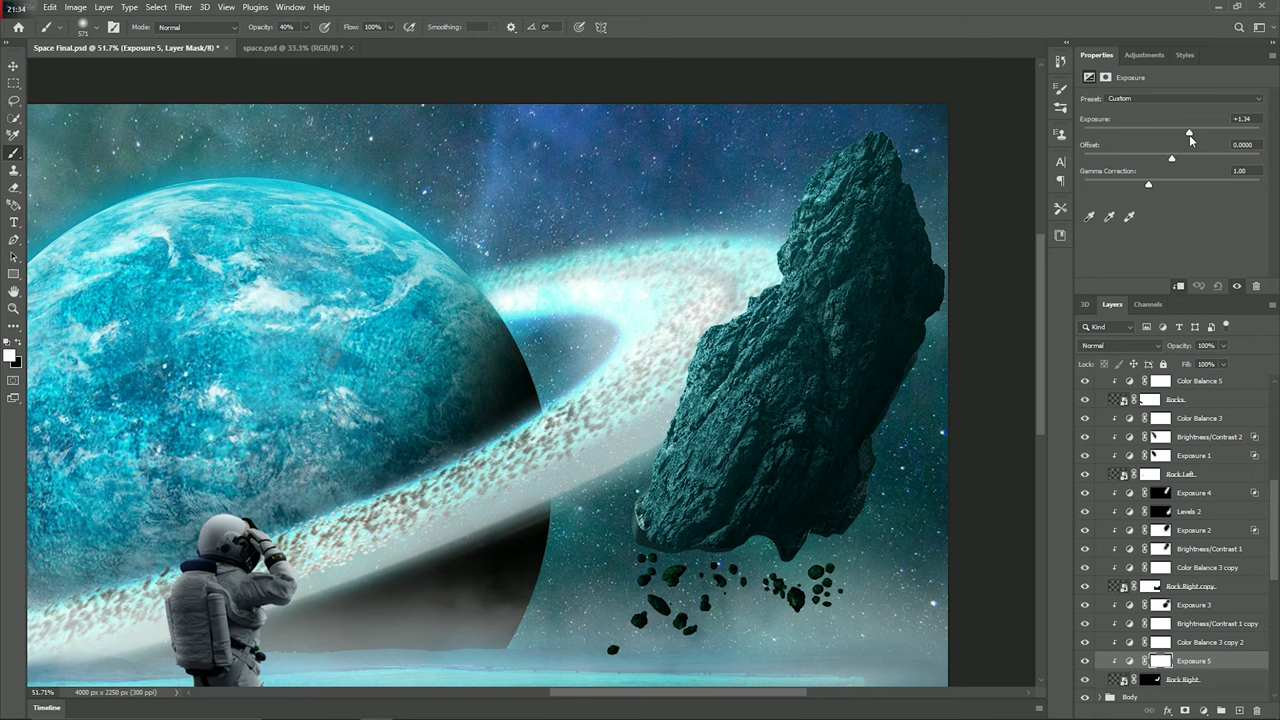 21:34
Edit Image Layer Type Select Filter 3D View Plugins Window Help
571 Mode: Normal Opacity: 40% Flow: 100% Smoothing: 0°
Space Final.psd @ 51.7% (Exposure 5, Layer Mask/8) * × space.psd @ 33.3% (RGB/8) * ×
Properties Adjustments Styles
Exposure
Preset: Custom
Exposure: +1.34
Offset: 0.0000
Gamma Correction: 1.00
3D Layers Channels
Kind
Normal Opacity: 100%
Lock: Fill: 100%
Color Balance 5
Rocks
Color Balance 3
Brightness/Contrast 2
Exposure 1
Rock Left
Exposure 4
Levels 2
Exposure 2
Brightness/Contrast 1
Color Balance 3 copy
Rock Right copy
Exposure 3
Brightness/Contrast 1 copy
Color Balance 3 copy 2
Exposure 5
Rock Right
Body
51.71% 4000 px x 2250 px (300 ppi)
Timeline